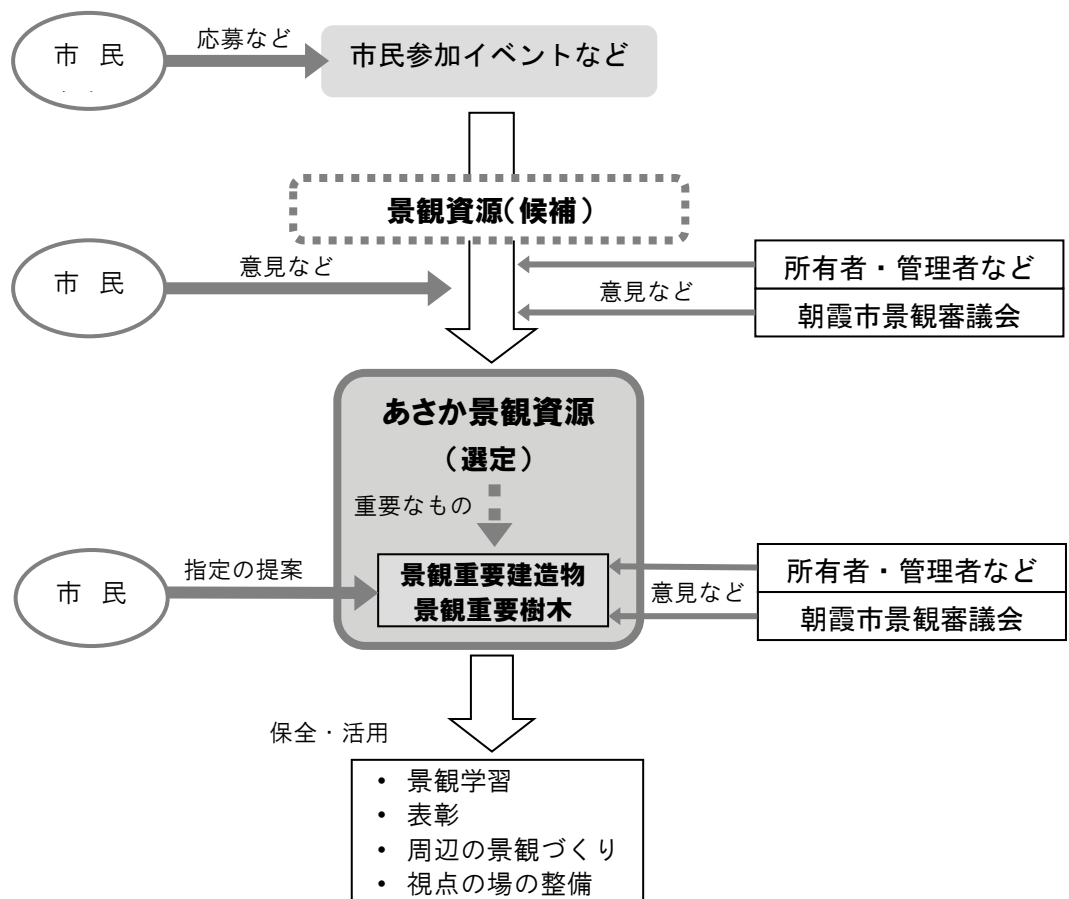 市 民
応募など
市民参加イベントなど
景観資源（候補）
市 民
意見など
意見など
所有者・管理者など
朝霞市景観審議会
あさか景観資源
（選定）
重要なもの
市 民
指定の提案
景観重要建造物
景観重要樹木
意見など
所有者・管理者など
朝霞市景観審議会
保全・活用
• 景観学習
• 表彰
• 周辺の景観づくり
• 視点の場の整備